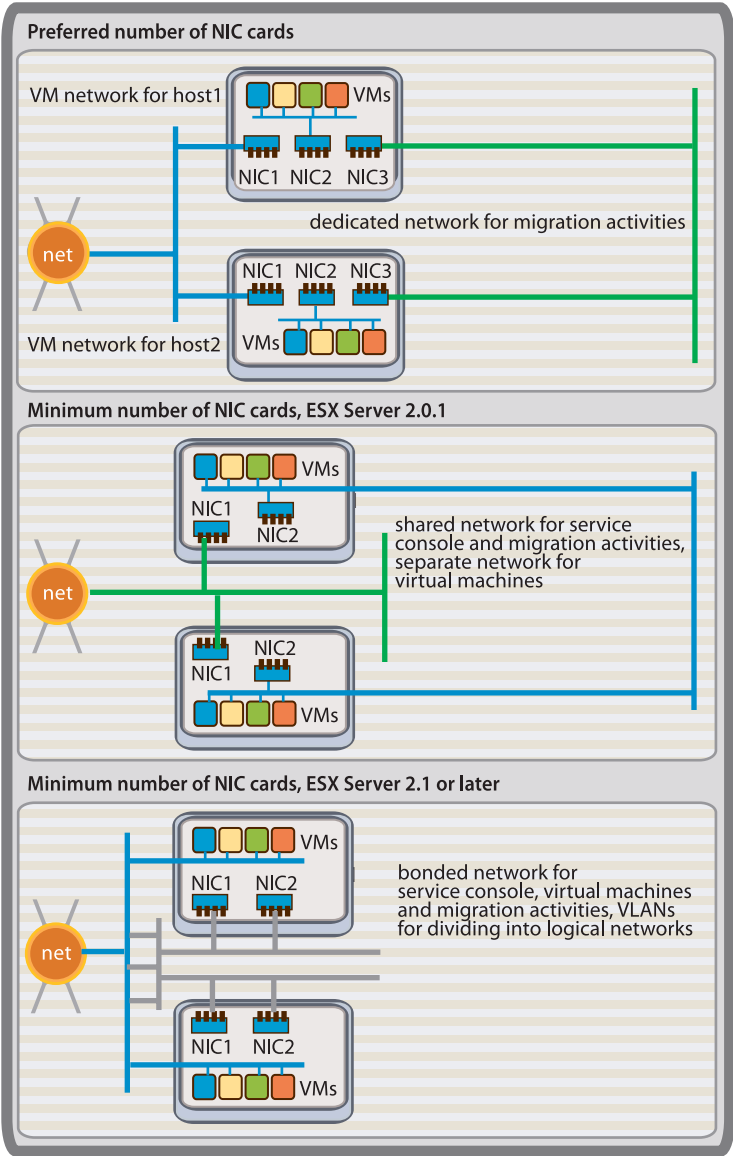 Preferred number of NIC cards
VM network for host1
VMs
NIC1 NIC2 NIC3
dedicated network for migration activities
net
NIC1 NIC2 NIC3
VM network for host2
VMs
Minimum number of NIC cards, ESX Server 2.0.1
VMs
NIC1
NIC2
shared network for service
console and migration activities,
separate network for
virtual machines
net
NIC2
NIC1
VMs
Minimum number of NIC cards, ESX Server 2.1 or later
VMs
NIC1 NIC2
bonded network for
service console, virtual machines
and migration activities, VLANs
for dividing into logical networks
net
NIC1 NIC2
VMs